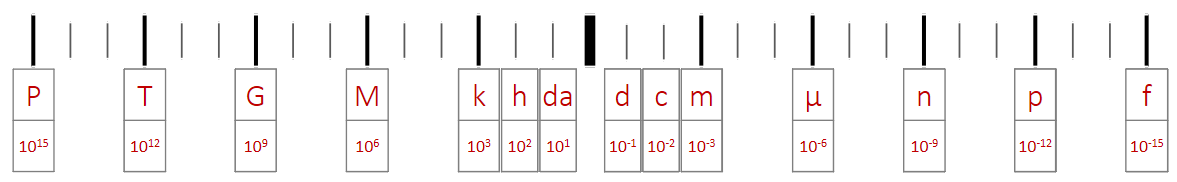 P T G M k h da d c m µ n p f
10¹⁵ 10¹² 10⁹ 10⁶ 10³ 10² 10¹ 10⁻¹ 10⁻² 10⁻³ 10⁻⁶ 10⁻⁹ 10⁻¹² 10⁻¹⁵